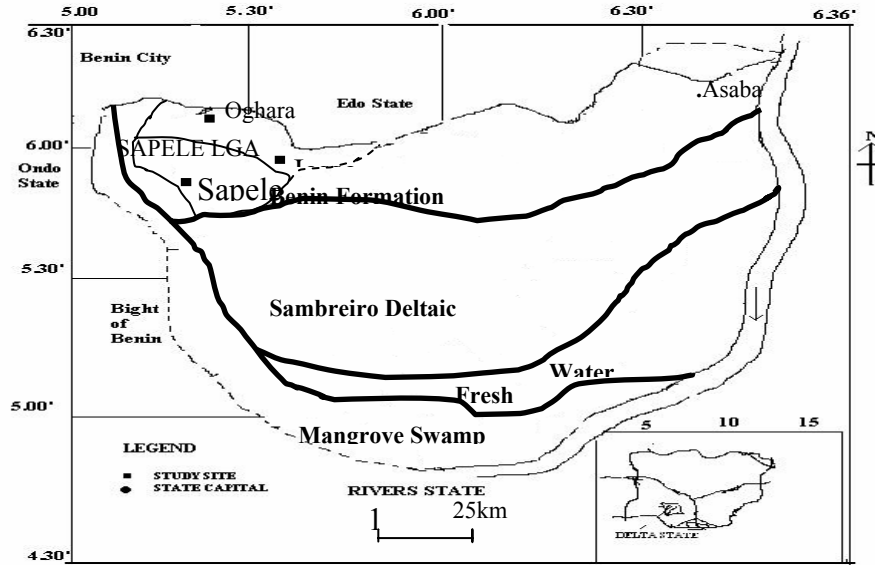 5.00 5.30' 6.00' 6.30' 6.36'
6.30'
Benin City
Oghara
Edo State
.Asaba
6.00'
SAPELE LGA
Ondo
State
Sapele
Benin Formation
N
5.30'
Bight
of
Benin
Sambreiro Deltaic
Water
Fresh
5.00'
Mangrove Swamp
LEGEND
STUDY SITE
STATE CAPITAL
RIVERS STATE
1 25km
5 10 15
DELTA STATE
4.30'